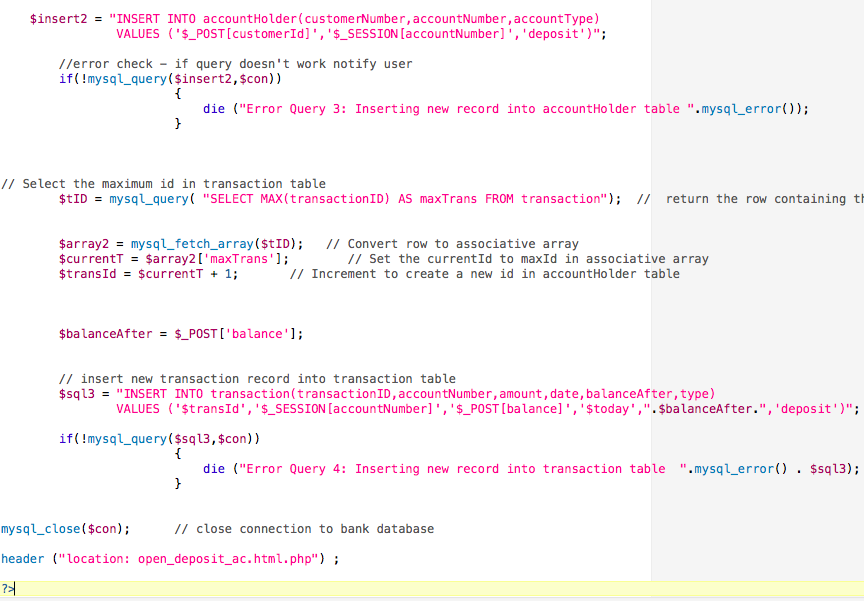 $insert2 = "INSERT INTO accountHolder(customerNumber,accountNumber,accountType)
VALUES ('$_POST[customerId]','$_SESSION[accountNumber]','deposit')";
//error check – if query doesn't work notify user
if(!mysql_query($insert2,$con))
{
die ("Error Query 3: Inserting new record into accountHolder table ".mysql_error());
}
// Select the maximum id in transaction table
$tID = mysql_query( "SELECT MAX(transactionID) AS maxTrans FROM transaction"); // return the row containing
$array2 = mysql_fetch_array($tID); // Convert row to associative array
$currentT = $array2['maxTrans']; // Set the currentId to maxId in associative array
$transId = $currentT + 1; // Increment to create a new id in accountHolder table
$balanceAfter = $_POST['balance'];
// insert new transaction record into transaction table
$sql3 = "INSERT INTO transaction(transactionID,accountNumber,amount,date,balanceAfter,type)
VALUES ('$transId','$_SESSION[accountNumber]','$_POST[balance]','$today',".$balanceAfter.",'deposit')";
if(!mysql_query($sql3,$con))
{
die ("Error Query 4: Inserting new record into transaction table ".mysql_error() . $sql3);
}
mysql_close($con); // close connection to bank database
header ("location: open_deposit_ac.html.php") ;
?>